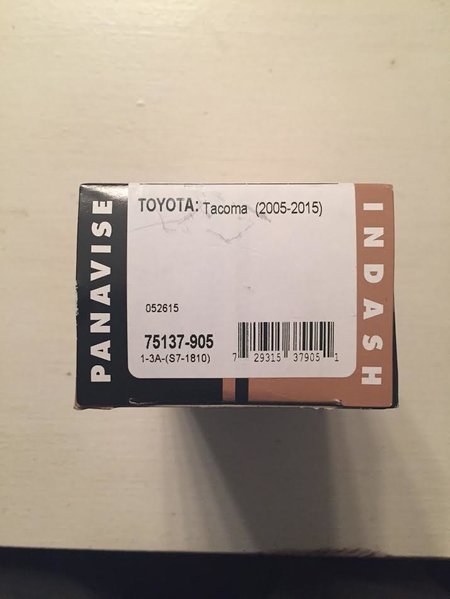 PANAVISE
TOYOTA: Tacoma (2005-2015)
052615
75137-905
1-3A-(S7-1810)
7 29315 37905 1
INDASH